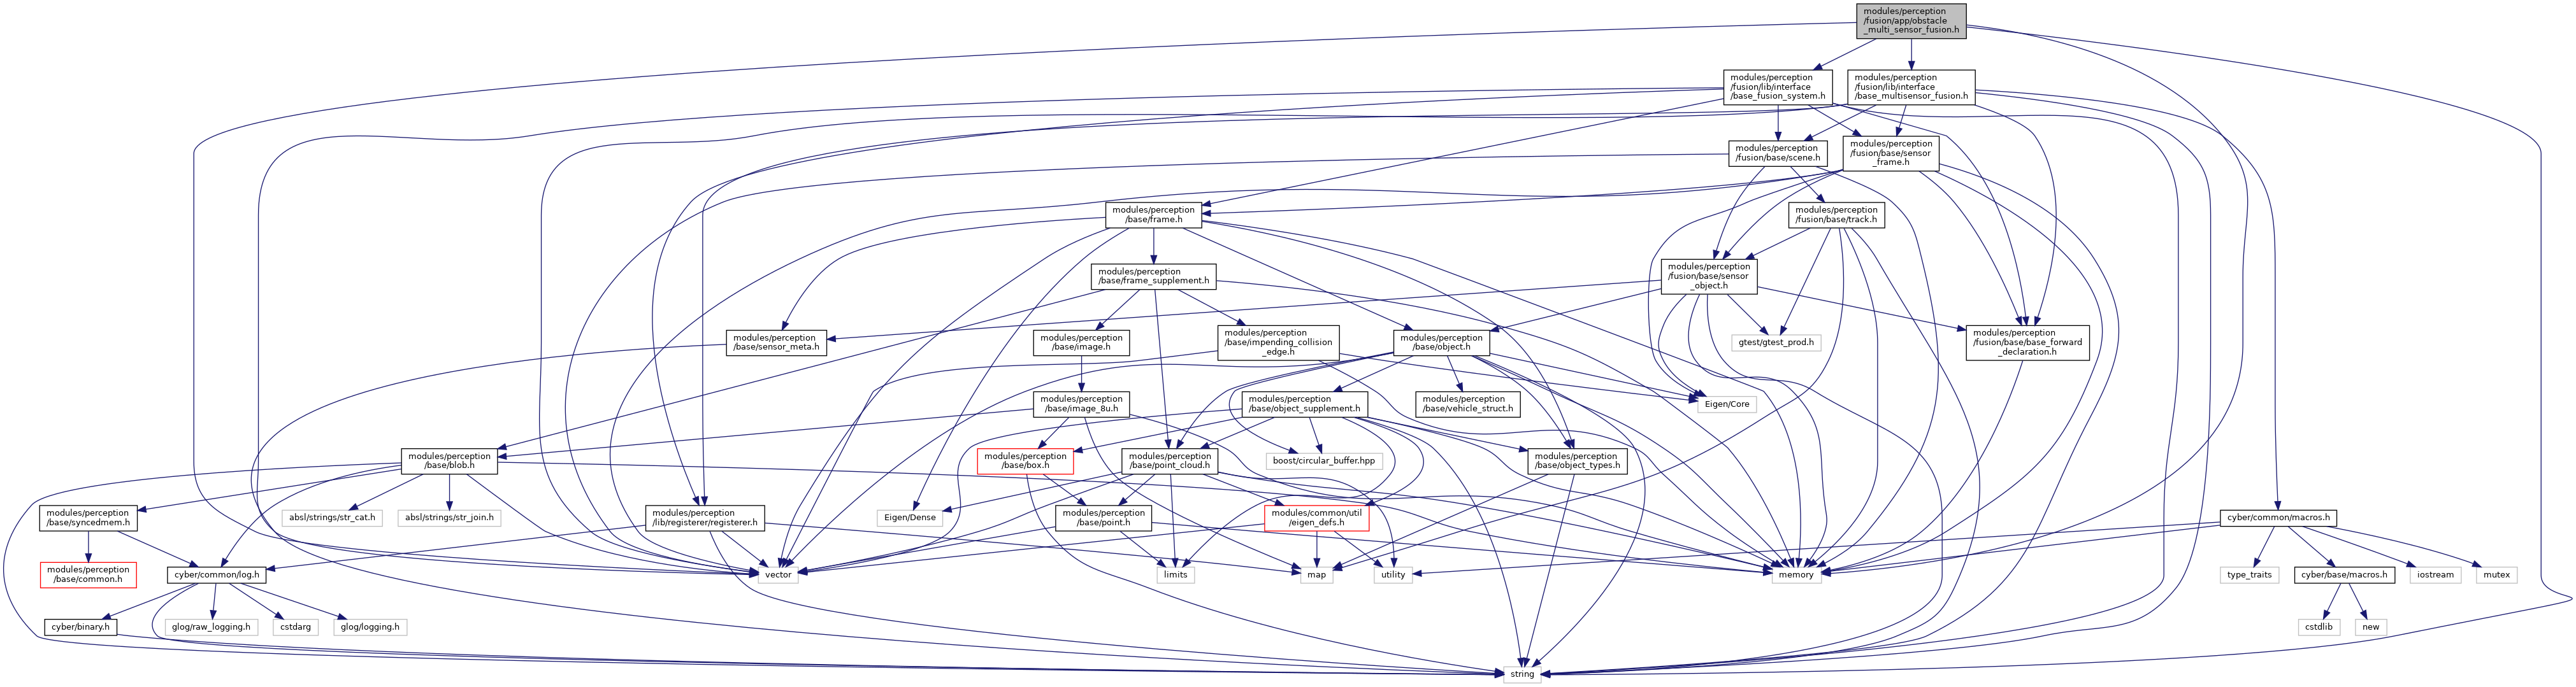 modules/perception
/fusion/app/obstacle
_multi_sensor_fusion.h
modules/perception
/fusion/lib/interface
/base_fusion_system.h
modules/perception
/fusion/lib/interface
/base_multisensor_fusion.h
modules/perception
/fusion/base/scene.h
modules/perception
/fusion/base/sensor
_frame.h
modules/perception
/base/frame.h
modules/perception
/fusion/base/track.h
modules/perception
/base/frame_supplement.h
modules/perception
/fusion/base/sensor
_object.h
modules/perception
/base/sensor_meta.h
modules/perception
/base/image.h
modules/perception
/base/impending_collision
_edge.h
modules/perception
/base/object.h
gtest/gtest_prod.h
modules/perception
/fusion/base/base_forward
_declaration.h
modules/perception
/base/image_8u.h
modules/perception
/base/object_supplement.h
modules/perception
/base/vehicle_struct.h
Eigen/Core
modules/perception
/base/blob.h
modules/perception
/base/box.h
modules/perception
/base/point_cloud.h
boost/circular_buffer.hpp
modules/perception
/base/object_types.h
modules/perception
/base/syncedmem.h
absl/strings/str_cat.h
absl/strings/str_join.h
modules/perception
/lib/registerer/registerer.h
Eigen/Dense
modules/perception
/base/point.h
modules/common/util
/eigen_defs.h
cyber/common/macros.h
modules/perception
/base/common.h
cyber/common/log.h
vector
limits
map
utility
memory
type_traits
cyber/base/macros.h
iostream
mutex
cyber/binary.h
glog/raw_logging.h
cstdarg
glog/logging.h
cstdlib
new
string